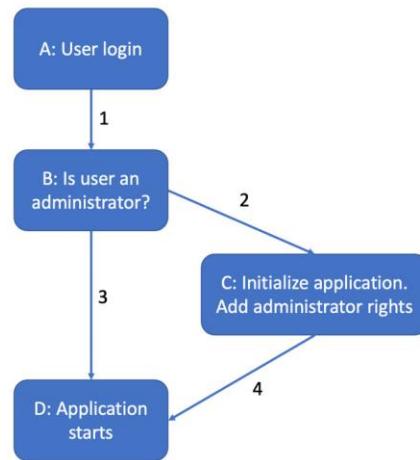 A: User login
1
B: Is user an
administrator?
2
C: Initialize application.
Add administrator rights
3
4
D: Application
starts